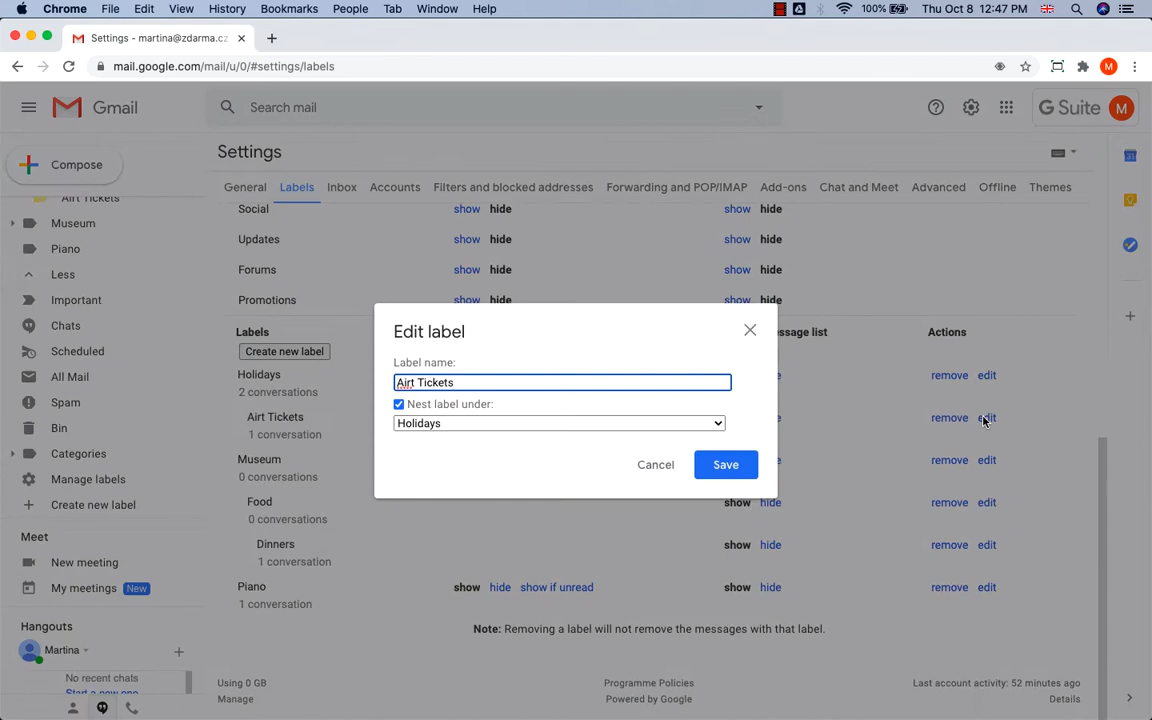 Chrome File Edit View History Bookmarks People Tab Window Help 100% Thu Oct 8 12:47 PM
Settings - martina@zdarma.cz
mail.google.com/mail/u/0/#settings/labels M
Gmail Search mail G Suite M
Settings
Compose
General Labels Inbox Accounts Filters and blocked addresses Forwarding and POP/IMAP Add-ons Chat and Meet Advanced Offline Themes
Airt Tickets
Museum
Piano
Less
Important
Chats
Scheduled
All Mail
Spam
Bin
Categories
Manage labels
Create new label
Meet
New meeting
My meetings New
Hangouts
Martina
No recent chats
Start a new one
Social show hide show hide
Updates show hide show hide
Forums show hide show hide
Promotions show hide show hide
Labels Actions
Create new label
Holidays remove edit
2 conversations
Airt Tickets remove edit
1 conversation
Museum remove edit
0 conversations
Food show hide remove edit
0 conversations
Dinners show hide remove edit
1 conversation
Piano show hide show if unread show hide remove edit
1 conversation
Edit label
Label name:
Airt Tickets
Nest label under:
Holidays
Cancel Save
Note: Removing a label will not remove the messages with that label.
Using 0 GB
Manage
Programme Policies
Powered by Google
Last account activity: 52 minutes ago
Details